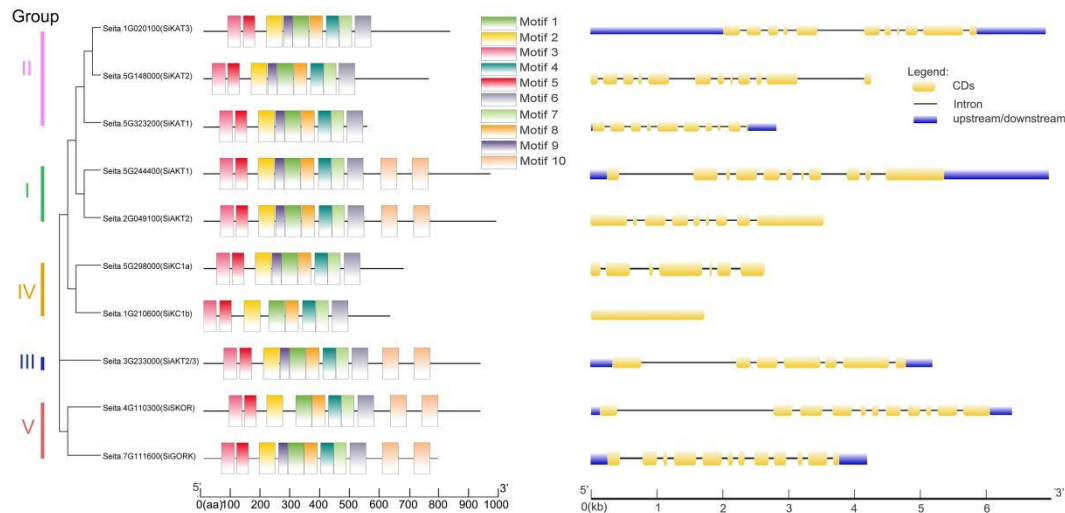 Group
II
I
IV
III
V
Seita.1G020100(SiKAT3)
Seita.5G148000(SiKAT2)
Seita.5G323200(SiKAT1)
Seita.5G244400(SiAKT1)
Seita.2G049100(SiAKT2)
Seita.5G298000(SiKC1a)
Seita.1G210600(SiKC1b)
Seita.3G233000(SiAKT2/3)
Seita.4G110300(SiSKOR)
Seita.7G111600(SiGORK)
Motif 1
Motif 2
Motif 3
Motif 4
Motif 5
Motif 6
Motif 7
Motif 8
Motif 9
Motif 10
Legend:
CDs
Intron
upstream/downstream
5' 3'
0(aa)100 200 300 400 500 600 700 800 900 1000
5' '3'
0(kb) 1 2 3 4 5 6